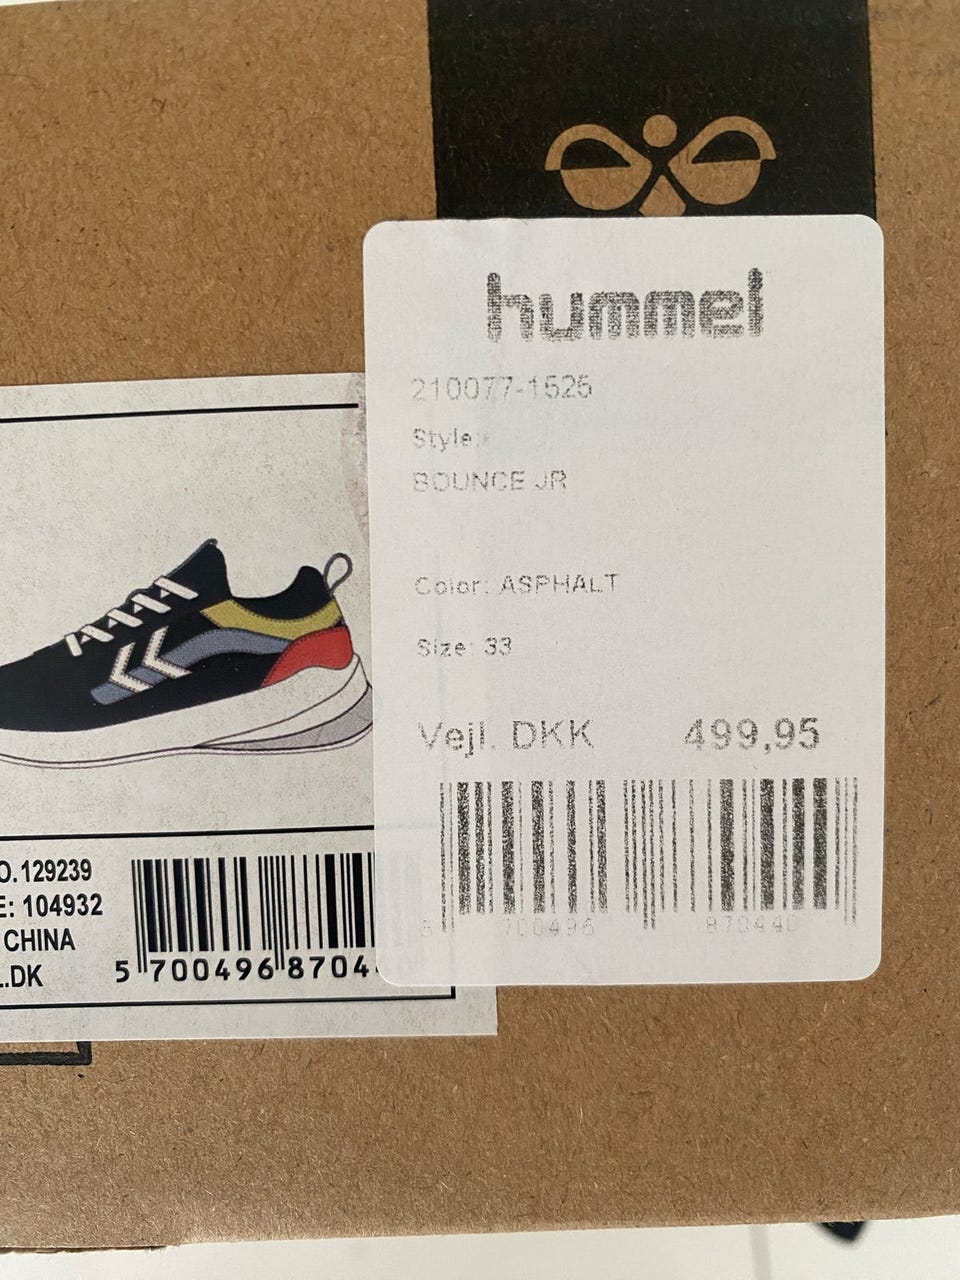 hummel
210077-1525
Style:
BOUNCE JR
Color: ASPHALT
Size: 33
Vejl. DKK 499,95
5 700496 870440
O. 129239
E: 104932
CHINA
.DK
5 700496 8704